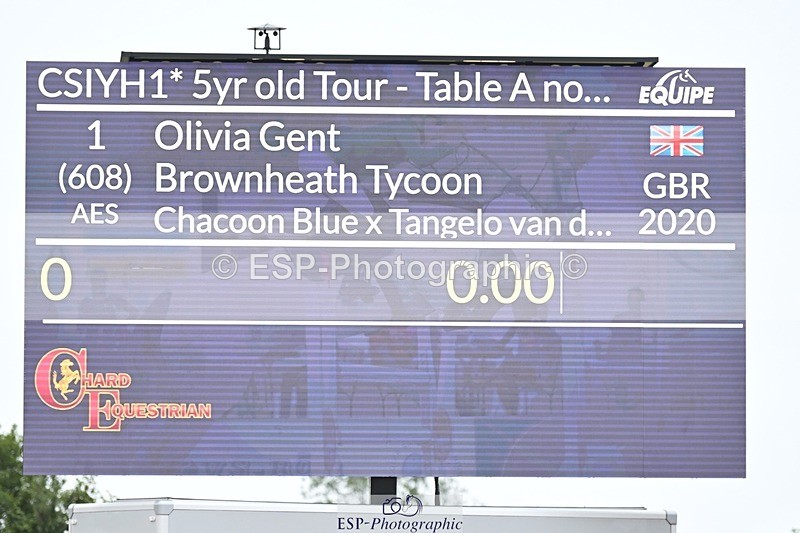 CSIYH1* 5yr old Tour - Table A no...
EQUIPE
1 Olivia Gent
(608) Brownheath Tycoon GBR
AES Chacoon Blue x Tangelo van d... 2020
© ESP-Photographic ©
0 0.00
CHARD
EQUESTRIAN
ESP-Photographic